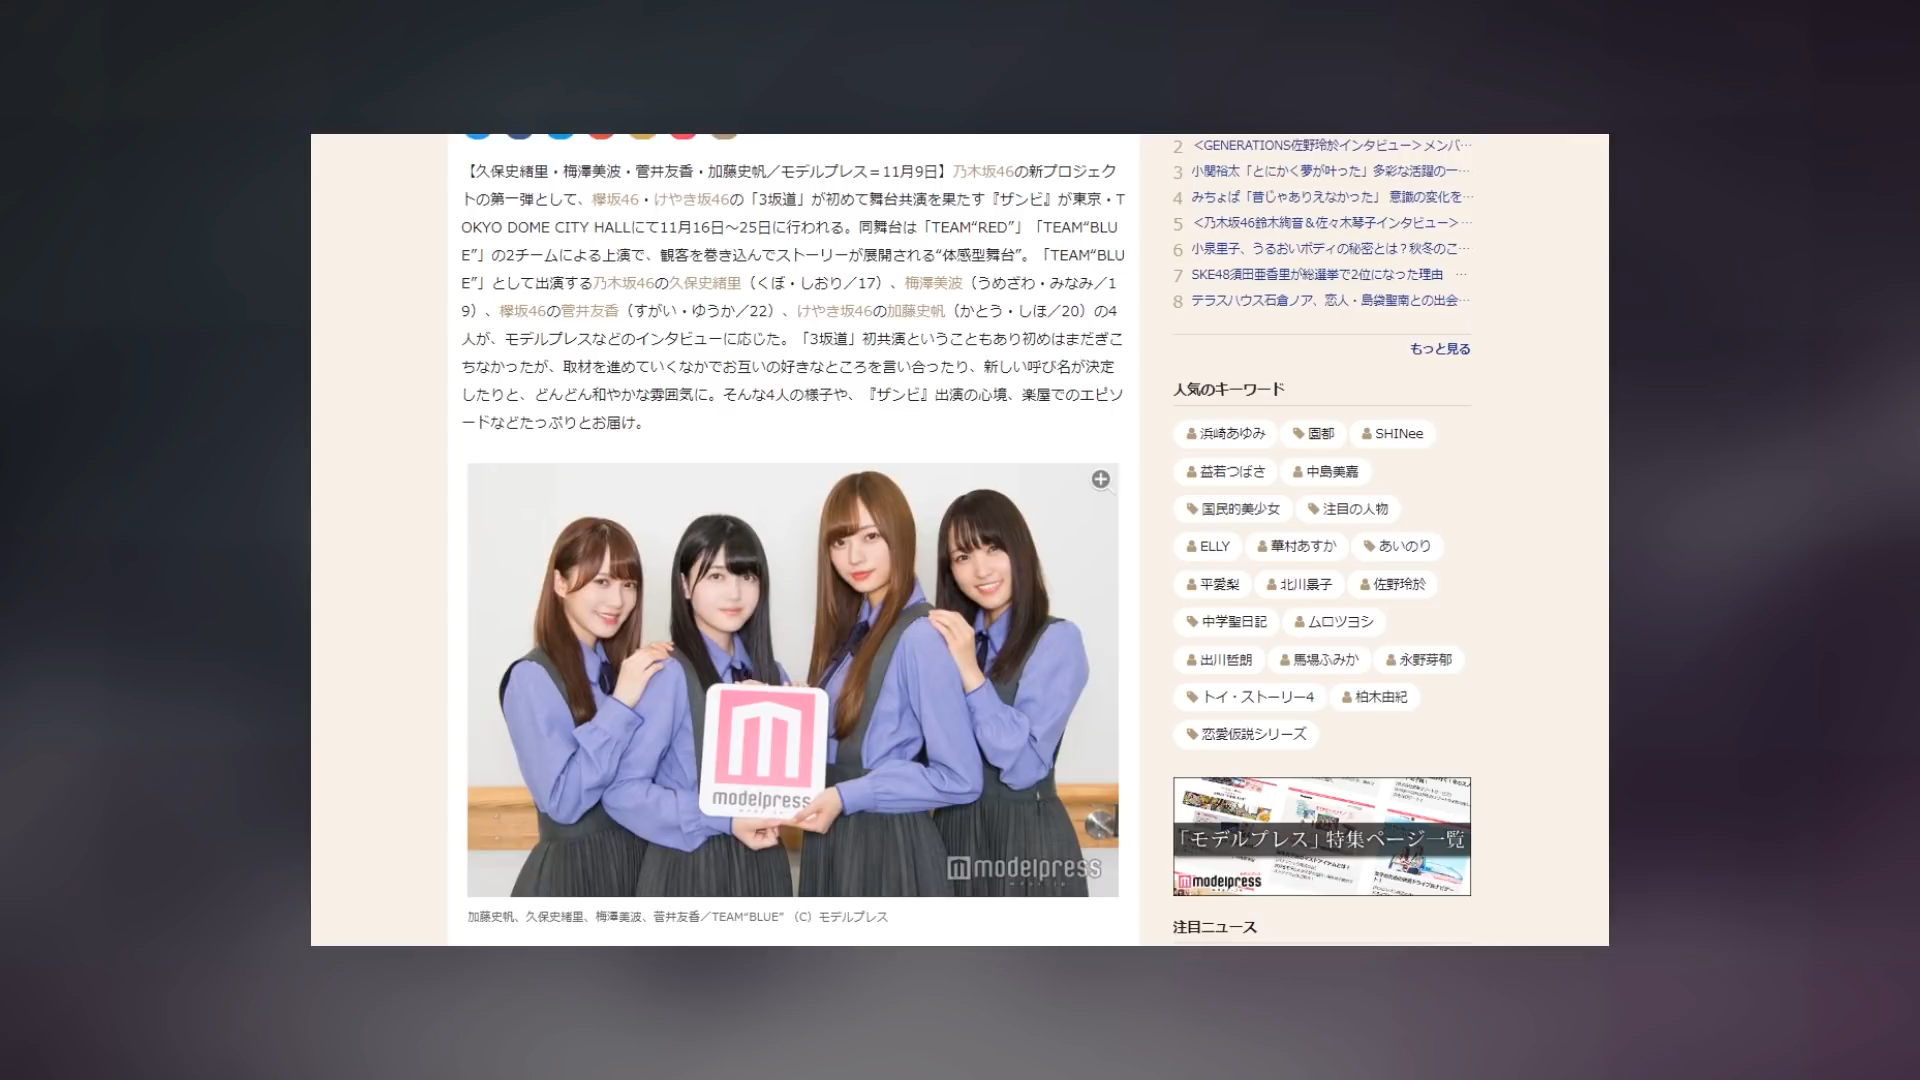 【久保史緒里・梅澤美波・菅井友香・加藤史帆／モデルプレス＝11月9日】乃木坂46の新プロジェク
トの第一弾として、欅坂46・けやき坂46の「3坂道」が初めて舞台共演を果たす『ザンビ』が東京・T
OKYO DOME CITY HALLにて11月16日～25日に行われる。同舞台は「TEAM“RED”」「TEAM“BLU
E”」の2チームによる上演で、観客を巻き込んでストーリーが展開される“体感型舞台”。「TEAM“BLU
E”」として出演する乃木坂46の久保史緒里（くぼ・しおり／17）、梅澤美波（うめざわ・みなみ／1
9）、欅坂46の菅井友香（すがい・ゆうか／22）、けやき坂46の加藤史帆（かとう・しほ／20）の4
人が、モデルプレスなどのインタビューに応じた。「3坂道」初共演ということもあり初めはまだぎこ
ちなかったが、取材を進めていくなかでお互いの好きなところを言い合ったり、新しい呼び名が決定
したりと、どんどん和やかな雰囲気に。そんな4人の様子や、『ザンビ』出演の心境、楽屋でのエピソ
ードなどたっぷりとお届け。
modelpress
modelpress
加藤史帆、久保史緒里、梅澤美波、菅井友香／TEAM“BLUE” （C）モデルプレス
2 ＜GENERATIONS佐野玲於インタビュー＞メンバ…
3 小関裕太「とにかく夢が叶った」多彩な活躍の一…
4 みちょぱ「昔じゃありえなかった」 意識の変化を…
5 ＜乃木坂46鈴木絢音＆佐々木琴子インタビュー＞…
6 小泉里子、うるおいボディの秘密とは？秋冬のこ…
7 SKE48須田亜香里が総選挙で2位になった理由 …
8 テラスハウス石倉ノア、恋人・島袋聖南との出会…
もっと見る
人気のキーワード
浜崎あゆみ 園都 SHINee
益若つばさ 中島美嘉
国民的美少女 注目の人物
ELLY 華村あすか あいのり
平愛梨 北川景子 佐野玲於
中学聖日記 ムロツヨシ
出川哲朗 馬場ふみか 永野芽郁
トイ・ストーリー4 柏木由紀
恋愛仮説シリーズ
「モデルプレス」特集ページ一覧
modelpress
注目ニュース